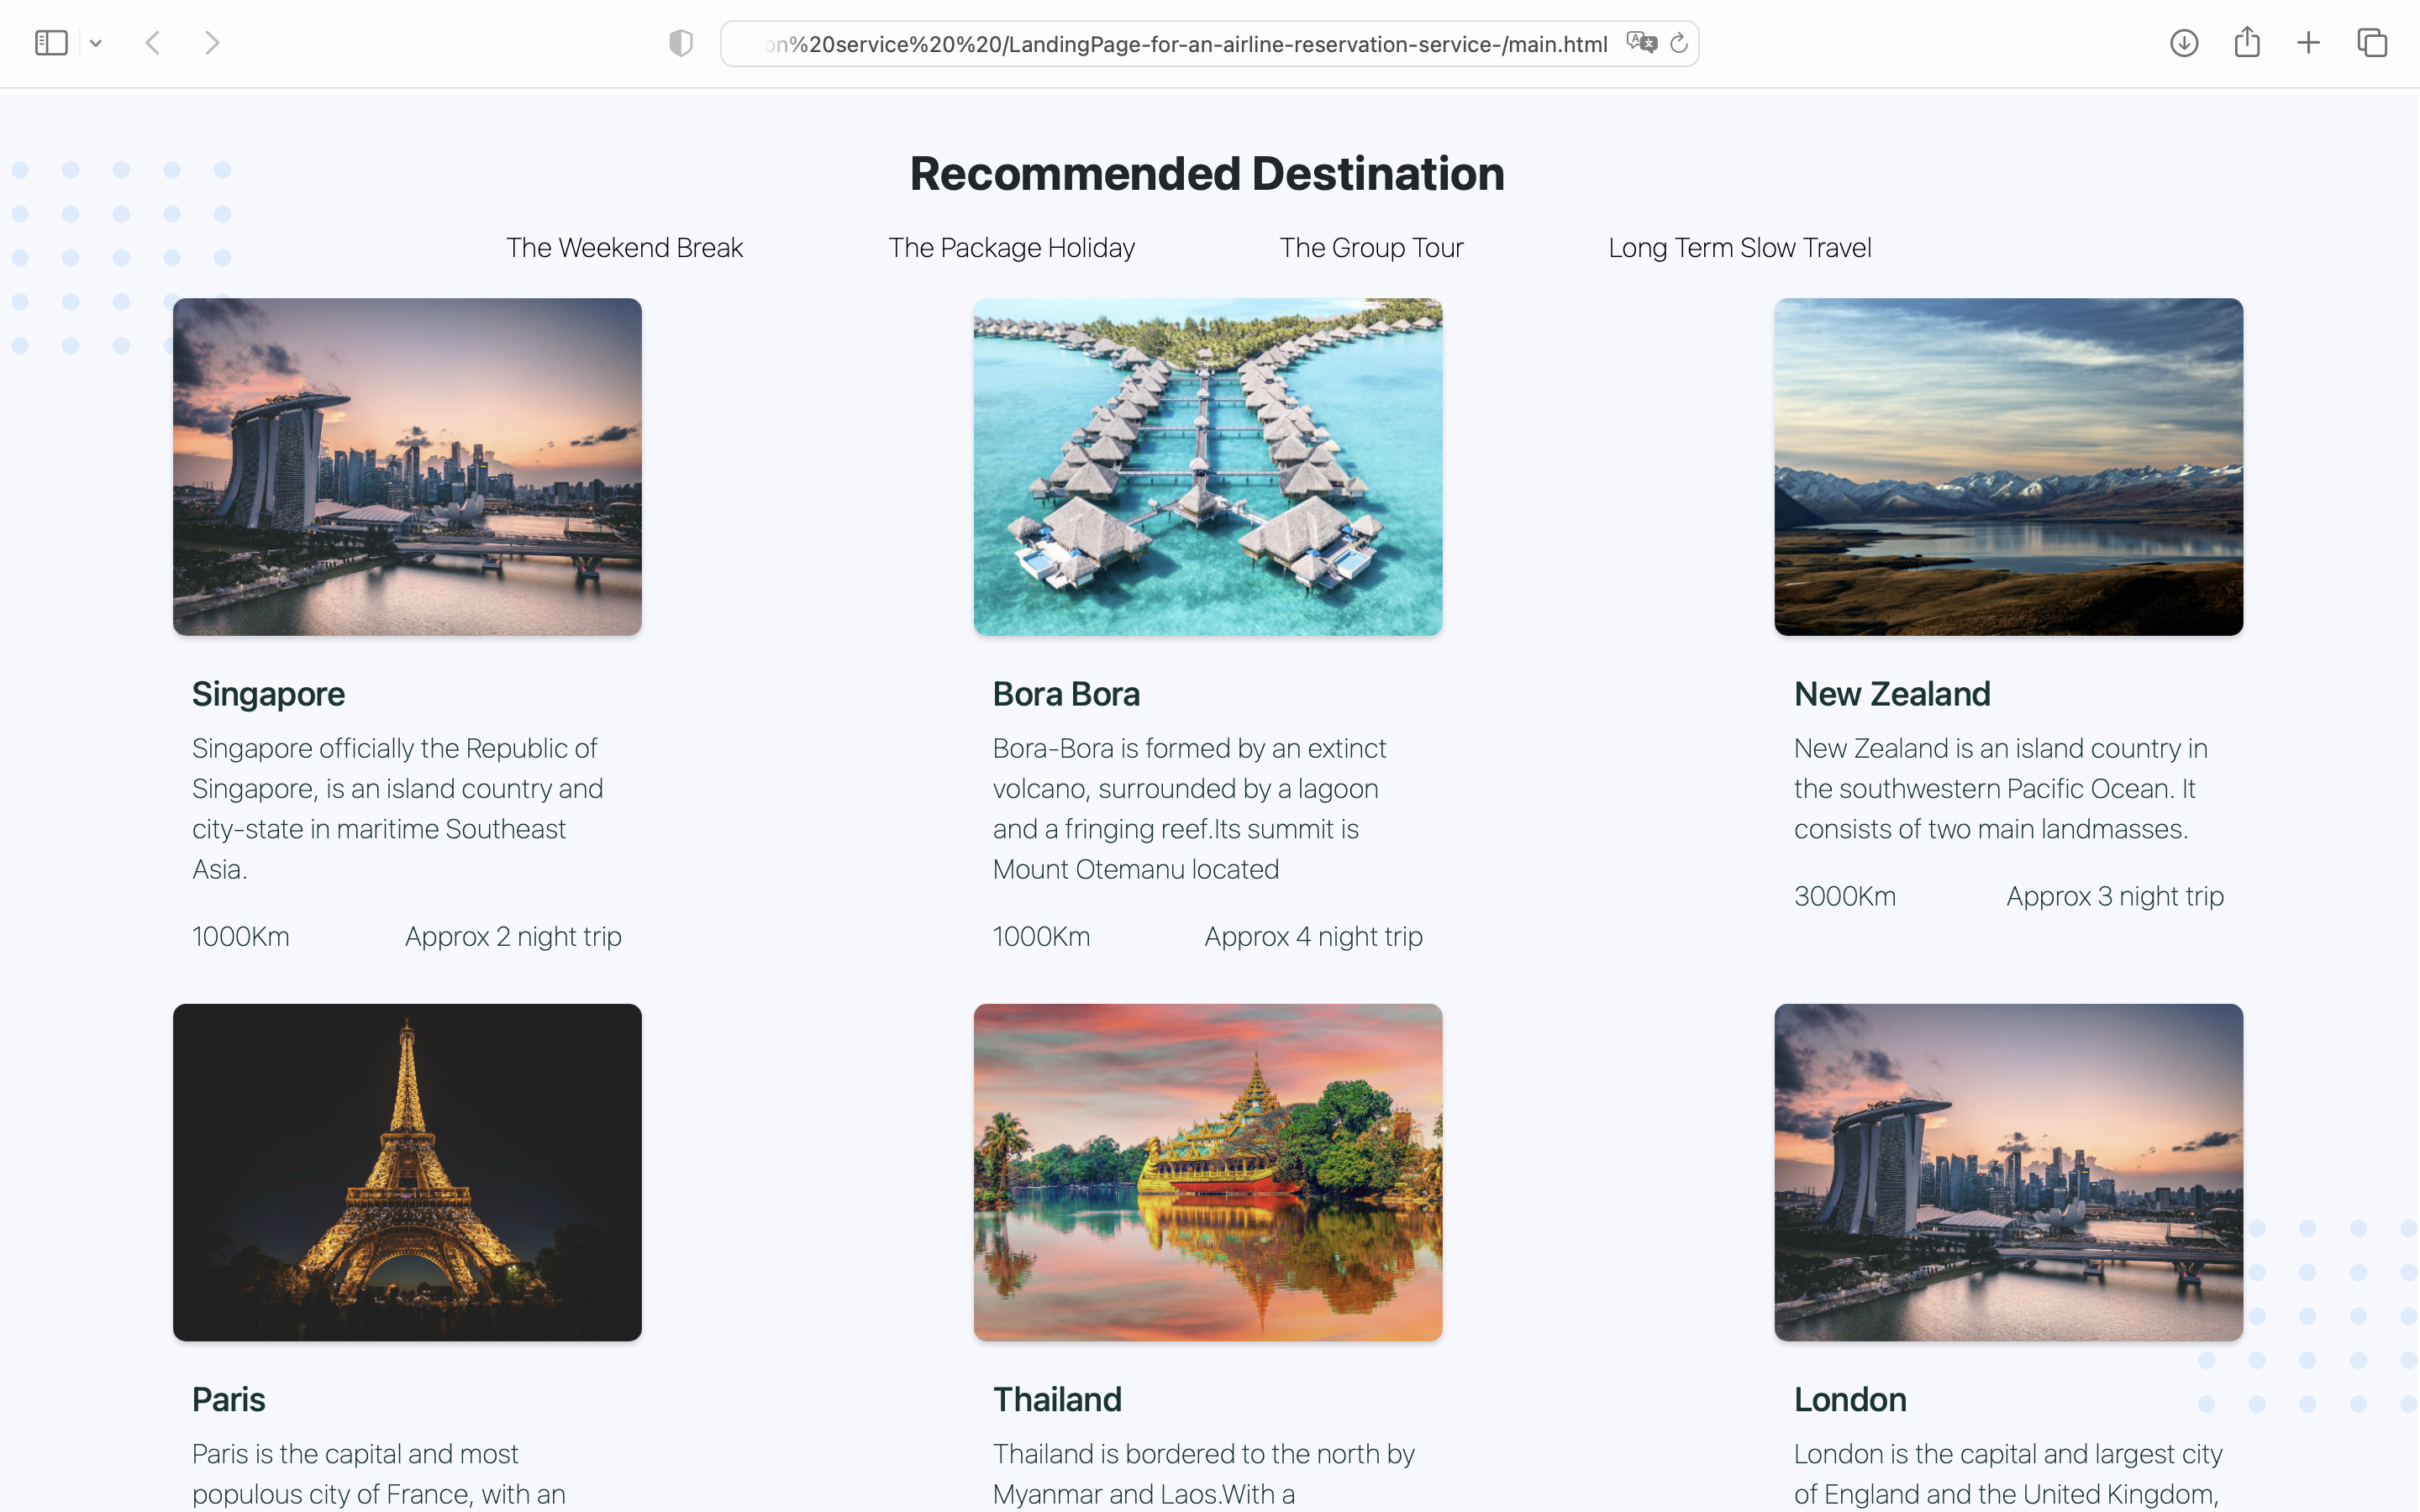 on%20service%20%20/LandingPage-for-an-airline-reservation-service-/main.html
Recommended Destination
The Weekend Break
The Package Holiday
The Group Tour
Long Term Slow Travel
Singapore
Singapore officially the Republic of
Singapore, is an island country and
city-state in maritime Southeast
Asia.
1000Km
Approx 2 night trip
Bora Bora
Bora-Bora is formed by an extinct
volcano, surrounded by a lagoon
and a fringing reef.Its summit is
Mount Otemanu located
1000Km
Approx 4 night trip
New Zealand
New Zealand is an island country in
the southwestern Pacific Ocean. It
consists of two main landmasses.
3000Km
Approx 3 night trip
Paris
Paris is the capital and most
populous city of France, with an
Thailand
Thailand is bordered to the north by
Myanmar and Laos.With a
London
London is the capital and largest city
of England and the United Kingdom,